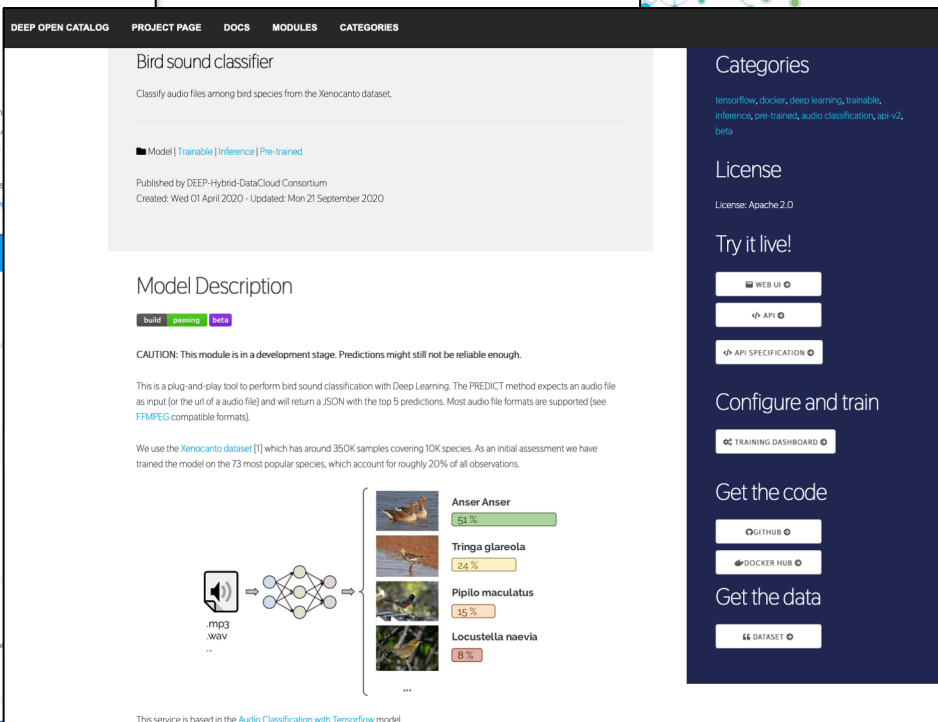 DEEP OPEN CATALOG PROJECT PAGE DOCS MODULES CATEGORIES
Bird sound classifier
Classify audio files among bird species from the Xenocanto dataset.
Model | Trainable | Inference | Pre-trained
Published by DEEP-Hybrid-DataCloud Consortium
Created: Wed 01 April 2020 - Updated: Mon 21 September 2020
Model Description
build passing beta
CAUTION: This module is in a development stage. Predictions might still not be reliable enough.
This is a plug-and-play tool to perform bird sound classification with Deep Learning. The PREDICT method expects an audio file
as input (or the url of a audio file) and will return a JSON with the top 5 predictions. Most audio file formats are supported (see
FFMPEG compatible formats).
We use the Xenocanto dataset [1] which has around 350K samples covering 10K species. As an initial assessment we have
trained the model on the 73 most popular species, which account for roughly 20% of all observations.
.mp3
.wav
...
Anser Anser
51 %
Tringa glareola
24 %
Pipilo maculatus
15 %
Locustella naevia
8 %
...
This service is based in the Audio Classification with Tensorflow model.
Categories
tensorflow, docker, deep learning, trainable,
inference, pre-trained, audio classification, api-v2,
beta
License
License: Apache 2.0
Try it live!
WEB UI
</> API
</> API SPECIFICATION
Configure and train
TRAINING DASHBOARD
Get the code
GITHUB
DOCKER HUB
Get the data
DATASET